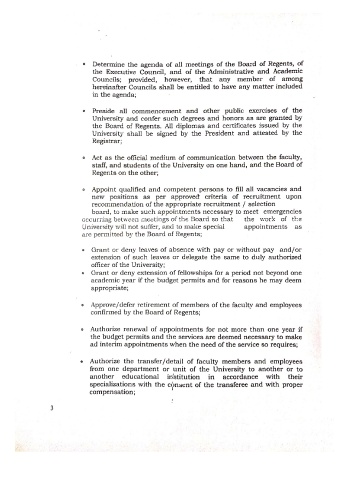 • Determine the agenda of all meetings of the Board of Regents, of
the Executive Council, and of the Administrative and Academic
Councils; provided, however, that any member of among
hereinafter Councils shall be entitled to have any matter included
in the agenda;
• Preside all commencement and other public exercises of the
University and confer such degrees and honors as are granted by
the Board of Regents. All diplomas and certificates issued by the
University shall be signed by the President and attested by the
Registrar;
• Act as the official medium of communication between the faculty,
staff, and students of the University on one hand, and the Board of
Regents on the other;
• Appoint qualified and competent persons to fill all vacancies and
new positions as per approved criteria of recruitment upon
recommendation of the appropriate recruitment / selection
board, to make such appointments necessary to meet emergencies
occurring between meetings of the Board so that the work of the
University will not suffer, and to make special appointments as
are permitted by the Board of Regents;
• Grant or deny leaves of absence with pay or without pay and/or
extension of such leaves or delegate the same to duly authorized
officer of the University;
• Grant or deny extension of fellowships for a period not beyond one
academic year if the budget permits and for reasons he may deem
appropriate;
• Approve/defer retirement of members of the faculty and employees
confirmed by the Board of Regents;
• Authorize renewal of appointments for not more than one year if
the budget permits and the services are deemed necessary to make
ad interim appointments when the need of the service so requires;
• Authorize the transfer/detail of faculty members and employees
from one department or unit of the University to another or to
another educational institution in accordance with their
specializations with the consent of the transferee and with proper
compensation;
3